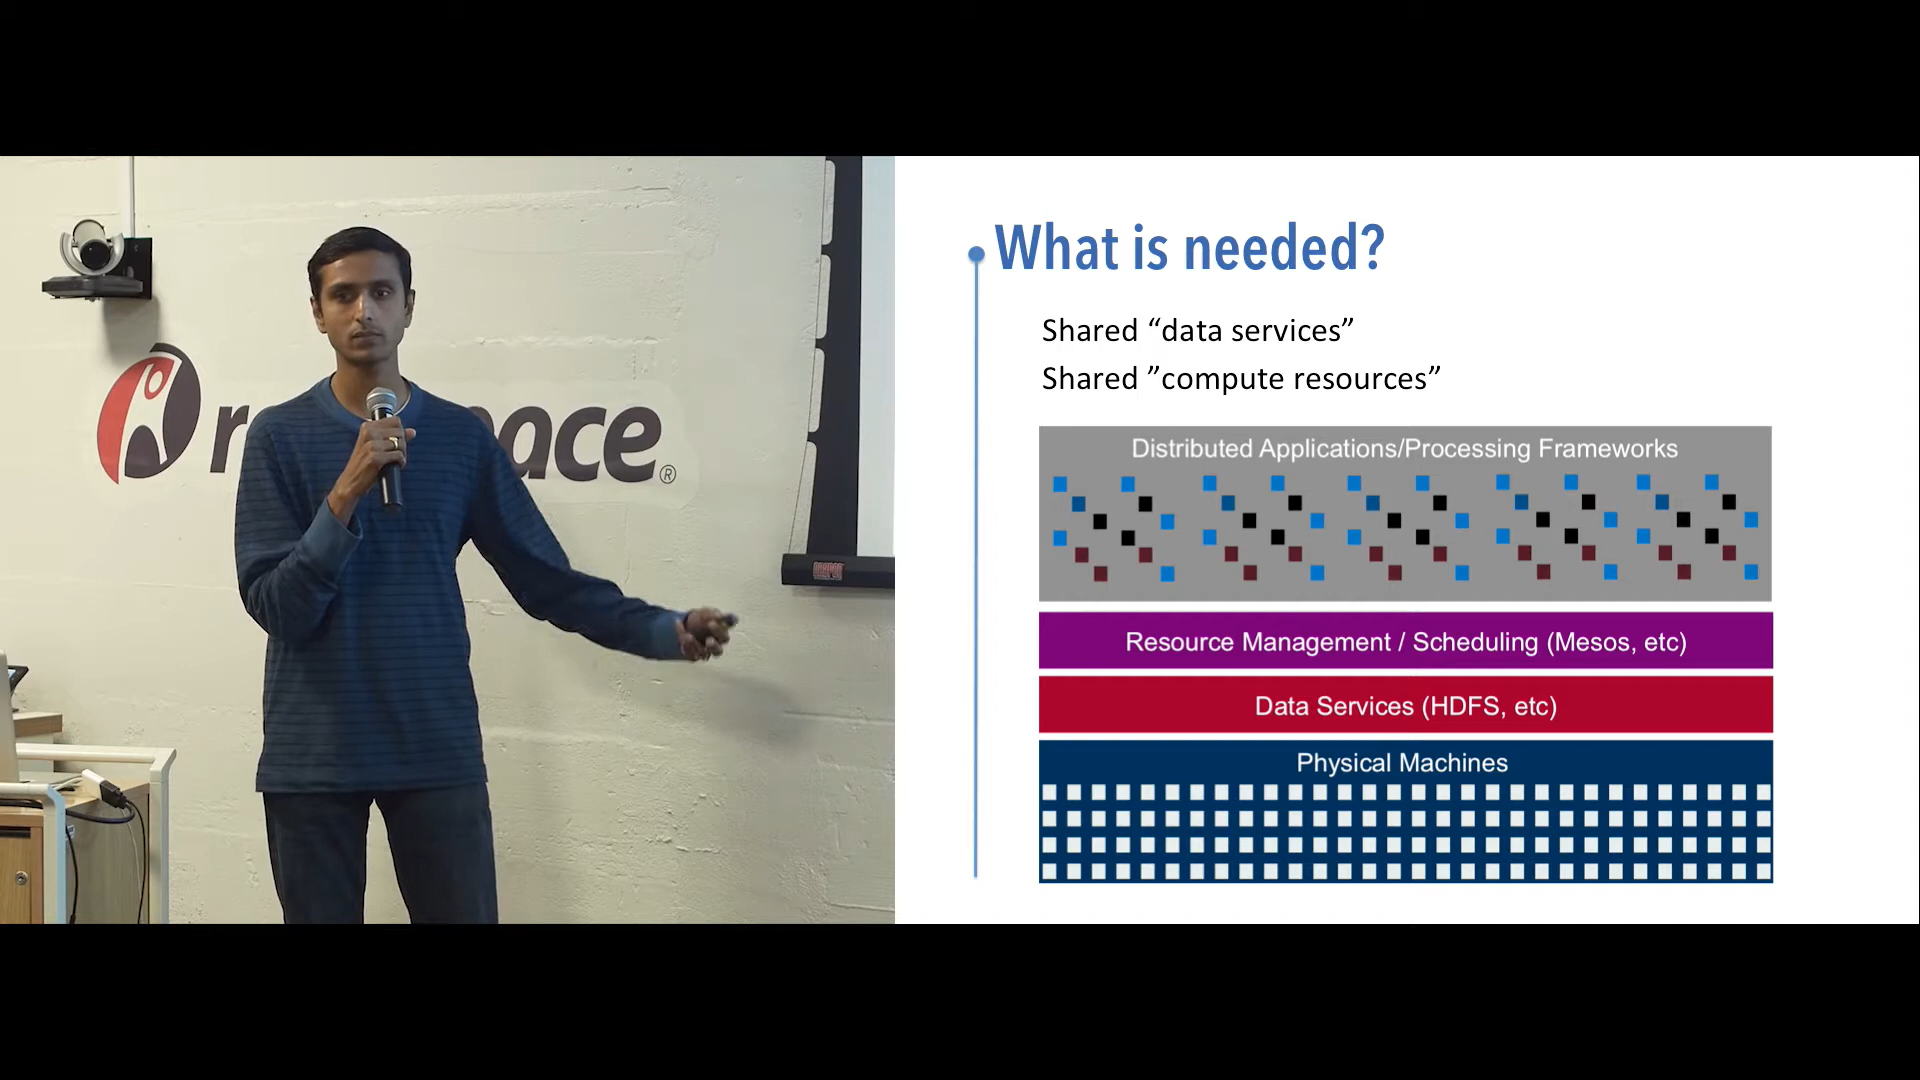 What is needed?
Shared “data services”
Shared ”compute resources”
Distributed Applications/Processing Frameworks
Resource Management / Scheduling (Mesos, etc)
Data Services (HDFS, etc)
Physical Machines